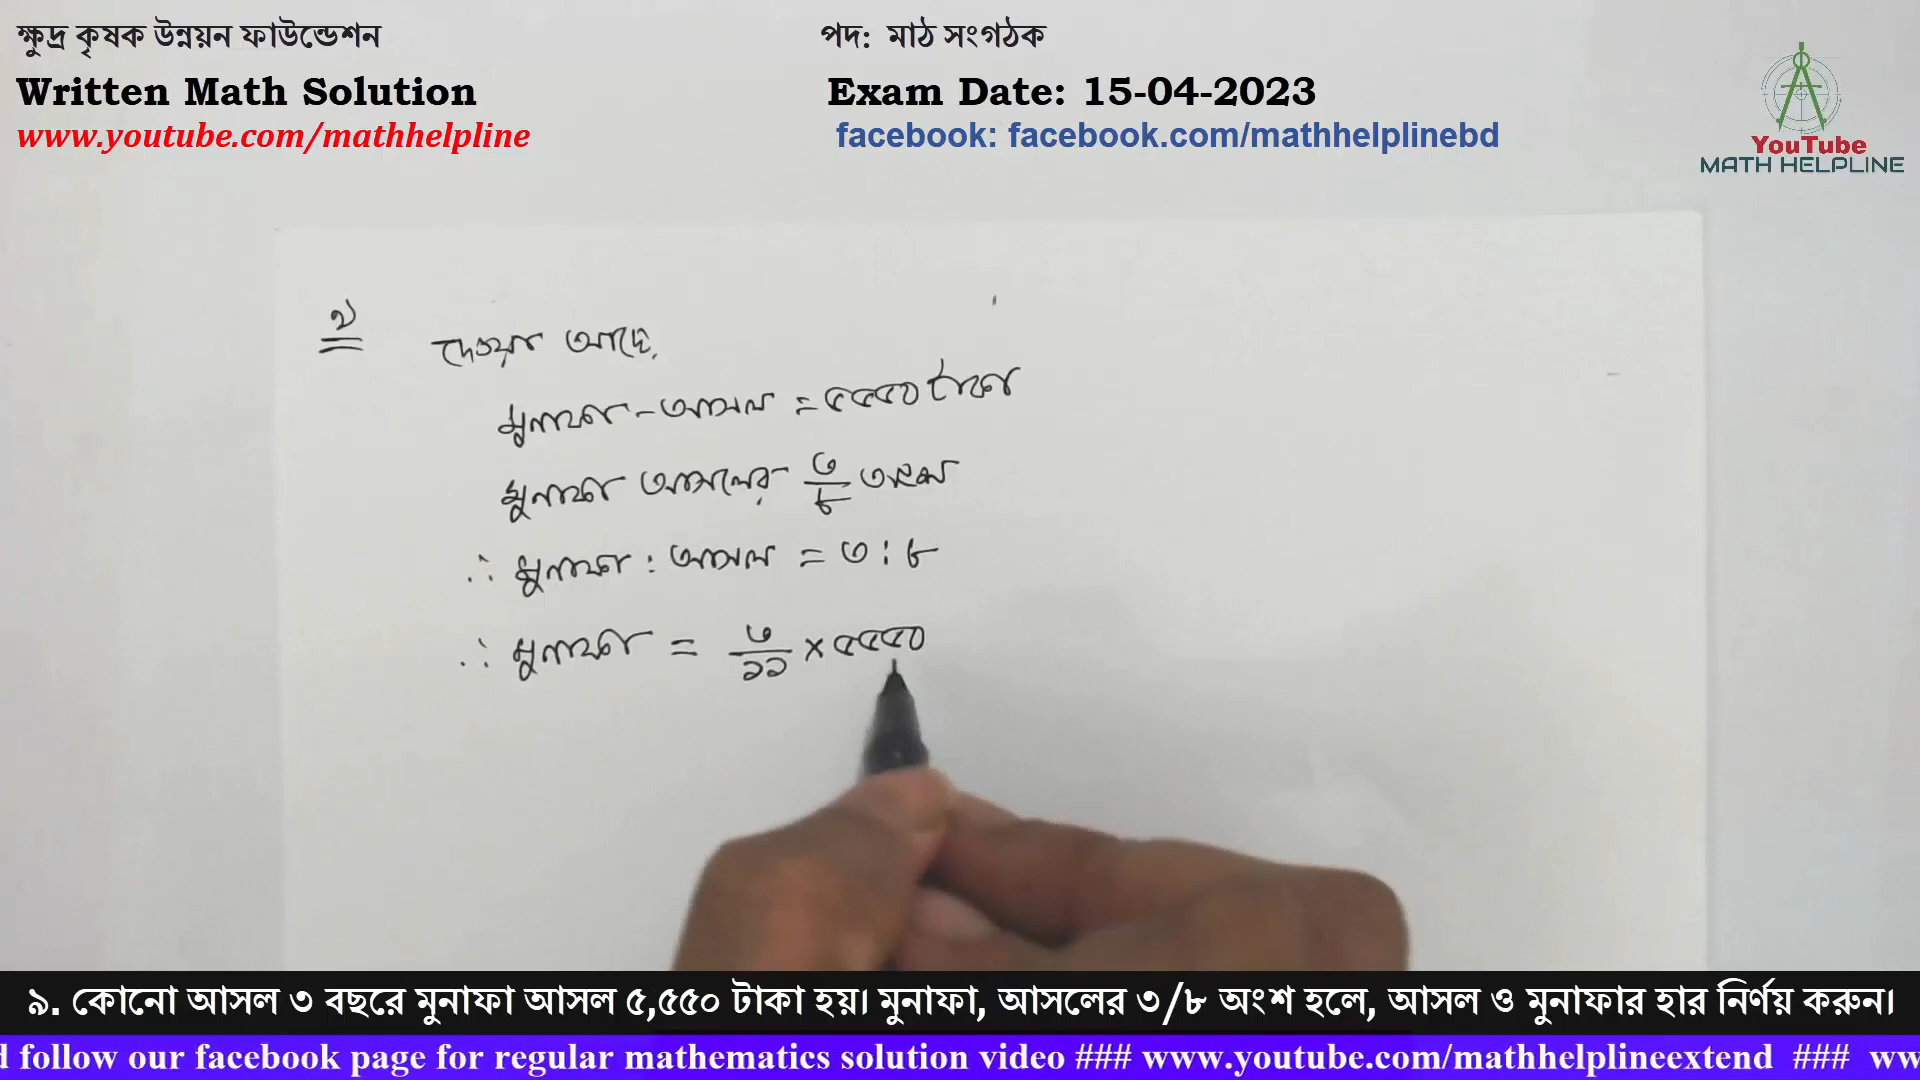 ক্ষুদ্র কৃষক উন্নয়ন ফাউন্ডেশন
পদ: মাঠ সংগঠক
Written Math Solution
Exam Date: 15-04-2023
www.youtube.com/mathhelpline
facebook: facebook.com/mathhelplinebd
YouTube
MATH HELPLINE
৯
দেওয়া আছে,
মুনাফা-আসল = ৫৫৫০ টাকা
মুনাফা আসলের ৩/৮ অংশ
∴ মুনাফা : আসল = ৩ : ৮
∴ মুনাফা = ৩/১১ × ৫৫৫০
৯. কোনো আসল ৩ বছরে মুনাফা আসল ৫,৫৫০ টাকা হয়। মুনাফা, আসলের ৩/৮ অংশ হলে, আসল ও মুনাফার হার নির্ণয় করুন।
d follow our facebook page for regular mathematics solution video ### www.youtube.com/mathhelplineextend ### ww